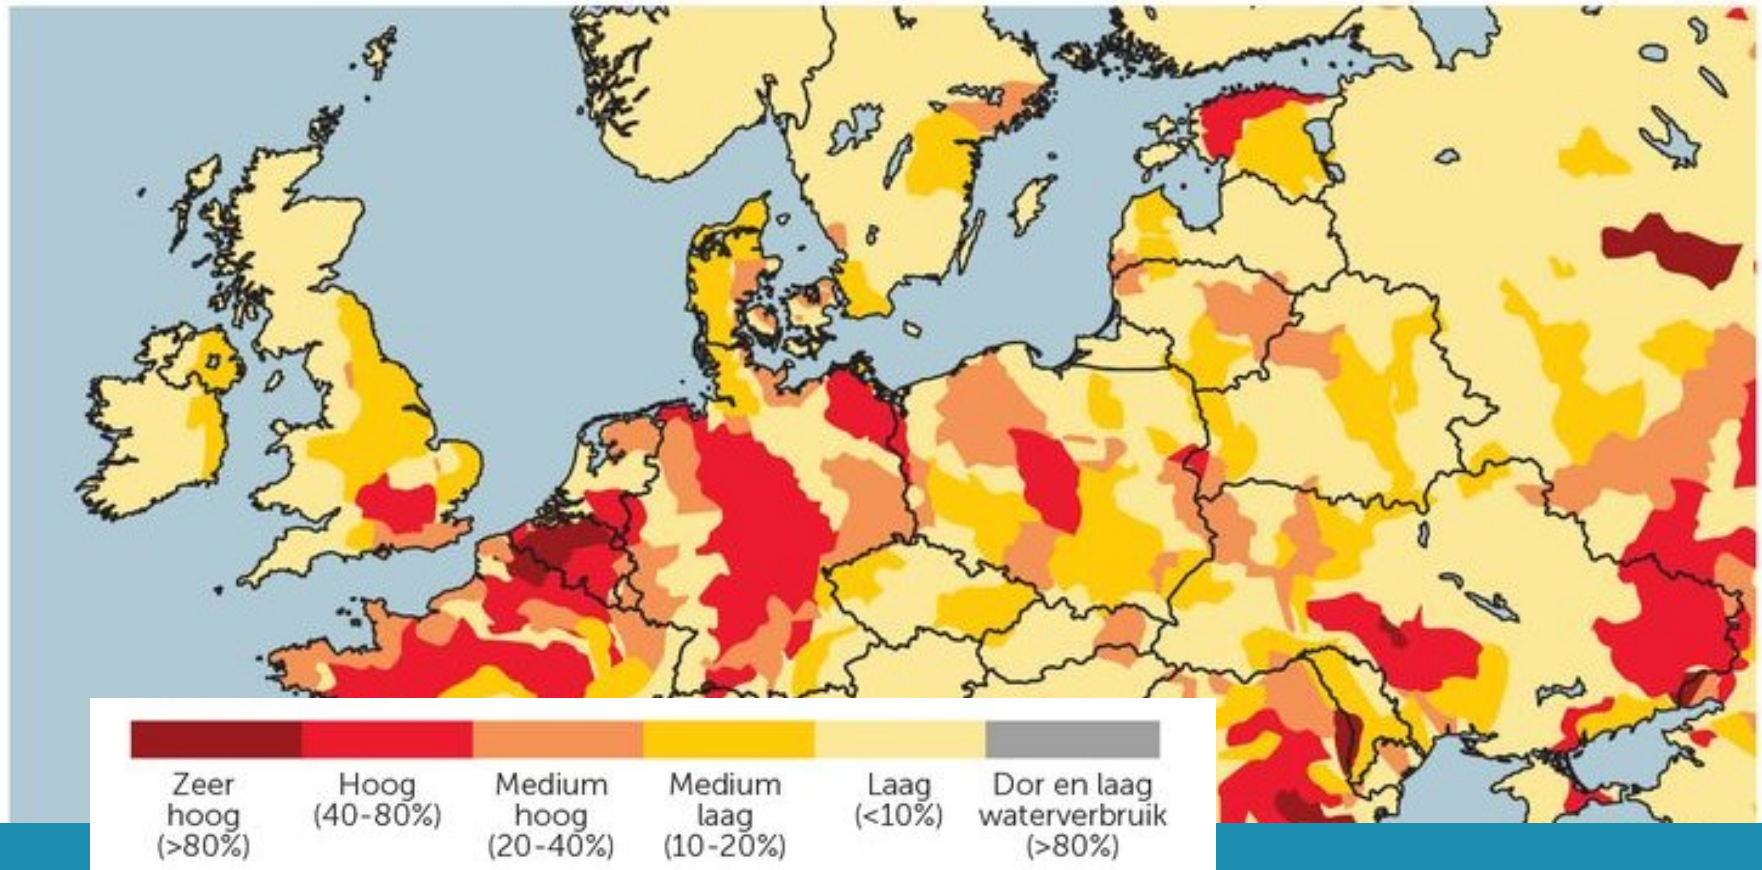 Zeer
hoog
(>80%)
Hoog
(40-80%)
Medium
hoog
(20-40%)
Medium
laag
(10-20%)
Laag
(<10%)
Dor en laag
waterverbruik
(>80%)